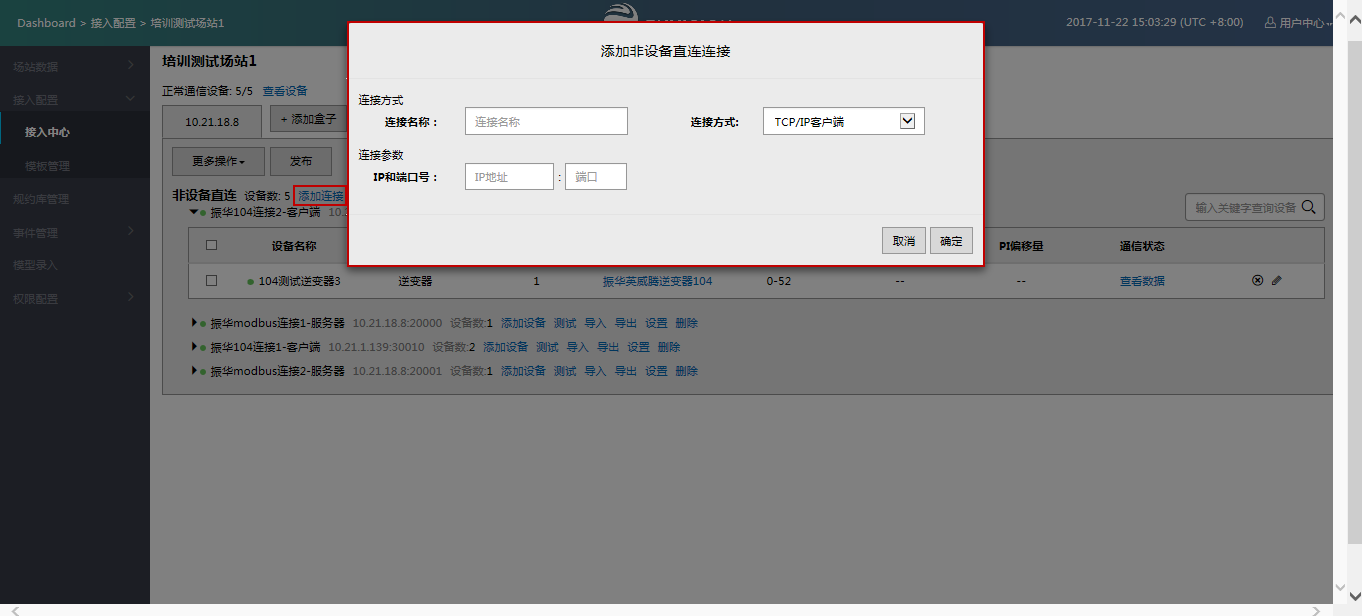 Dashboard > 接入配置 > 培训测试场站1
2017-11-22 15:03:29 (UTC +8:00) 用户中心
场站数据
接入配置
接入中心
模板管理
规约库管理
事件管理
模型录入
权限配置
培训测试场站1
正常通信设备: 5/5 查看设备
10.21.18.8 + 添加盒子
更多操作 发布
非设备直连 设备数: 5 添加连接
输入关键字查询设备
振华104连接2-客户端
添加非设备直连连接
连接方式
连接名称： 连接名称 连接方式: TCP/IP客户端
连接参数
IP和端口号： IP地址 : 端口
取消 确定
设备名称 PI偏移量 通信状态
104测试逆变器3 逆变器 1 振华英威腾逆变器104 0-52 -- -- 查看数据
振华modbus连接1-服务器 10.21.18.8:20000 设备数:1 添加设备 测试 导入 导出 设置 删除
振华104连接1-客户端 10.21.1.139:30010 设备数:2 添加设备 测试 导入 导出 设置 删除
振华modbus连接2-服务器 10.21.18.8:20001 设备数:1 添加设备 测试 导入 导出 设置 删除